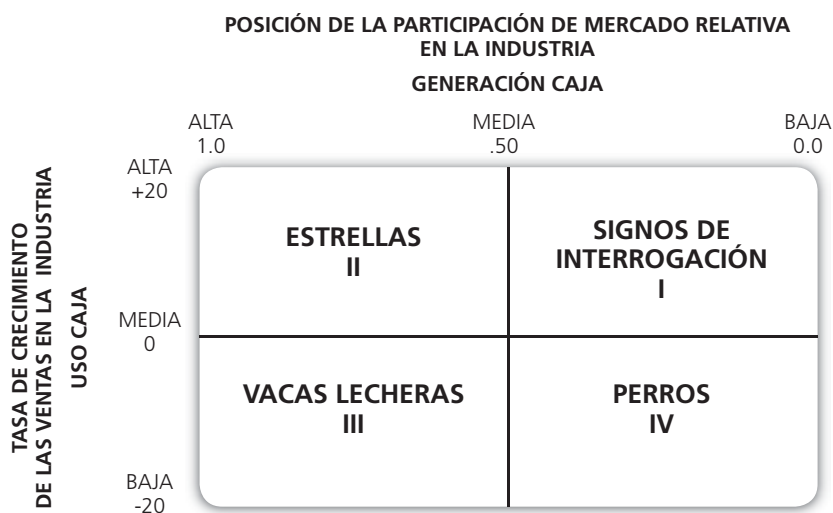 POSICIÓN DE LA PARTICIPACIÓN DE MERCADO RELATIVA
EN LA INDUSTRIA
GENERACIÓN CAJA
ALTA
1.0
MEDIA
.50
BAJA
0.0
TASA DE CRECIMIENTO
DE LAS VENTAS EN LA INDUSTRIA
USO CAJA
ALTA
+20
MEDIA
0
BAJA
-20
ESTRELLAS
II
SIGNOS DE
INTERROGACIÓN
I
VACAS LECHERAS
III
PERROS
IV